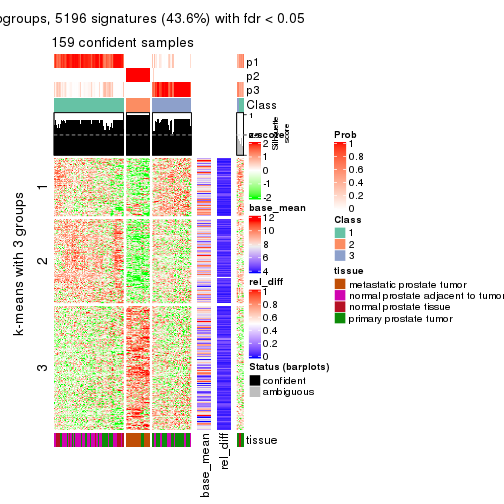 ogroups, 5196 signatures (43.6%) with fdr < 0.05
159 confident samples
p1
p2
p3
Class
1
Silhouette
score
z-score
2
1
0
-1
-2
base_mean
12
10
8
6
4
rel_diff
1
0.8
0.6
0.4
0.2
0
Status (barplots)
confident
ambiguous
Prob
1
0.8
0.6
0.4
0.2
0
Class
1
2
3
tissue
metastatic prostate tumor
normal prostate adjacent to tumor
normal prostate tissue
primary prostate tumor
k-means with 3 groups
1
2
3
base_mean
rel_diff
tissue